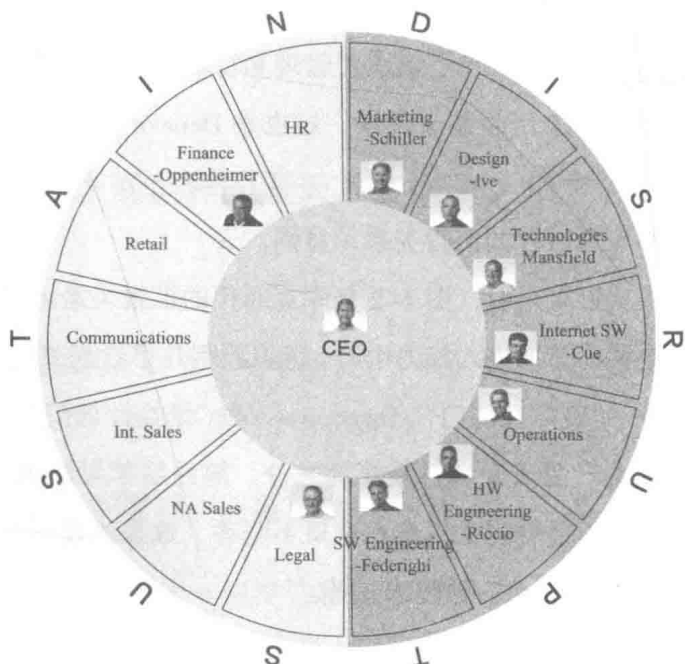 D I S R U P T
S U S T A I N
HR
Marketing
-Schiller
Design
-Ive
Technologies
Mansfield
Internet SW
-Cue
Operations
HW
Engineering
-Riccio
SW Engineering
-Federighi
Legal
NA Sales
Int. Sales
Communications
Retail
Finance
-Oppenheimer
CEO